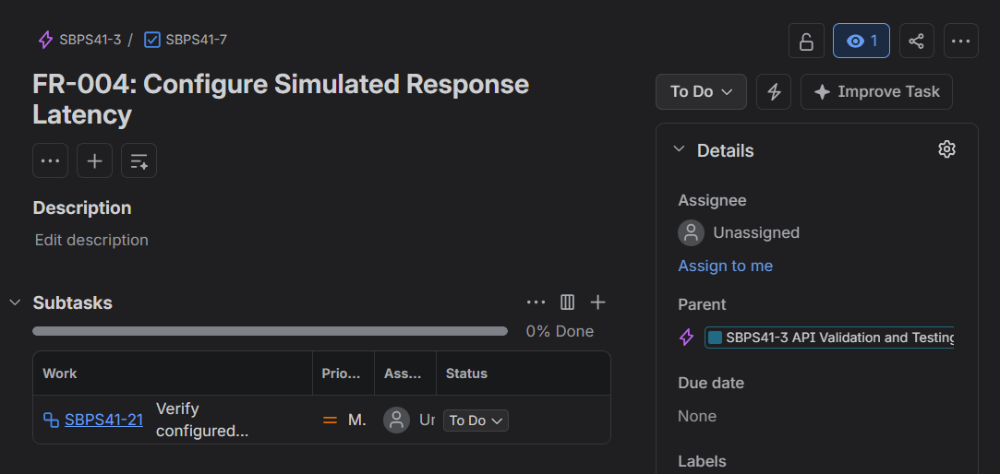 SBPS41-3 / SBPS41-7
1
FR-004: Configure Simulated Response
Latency
To Do
Improve Task
Details
Description
Edit description
Assignee
Unassigned
Assign to me
Subtasks
0% Done
Parent
SBPS41-3 API Validation and Testing
Work Prio... Ass... Status
SBPS41-21 Verify
configured... M. Ur To Do
Due date
None
Labels